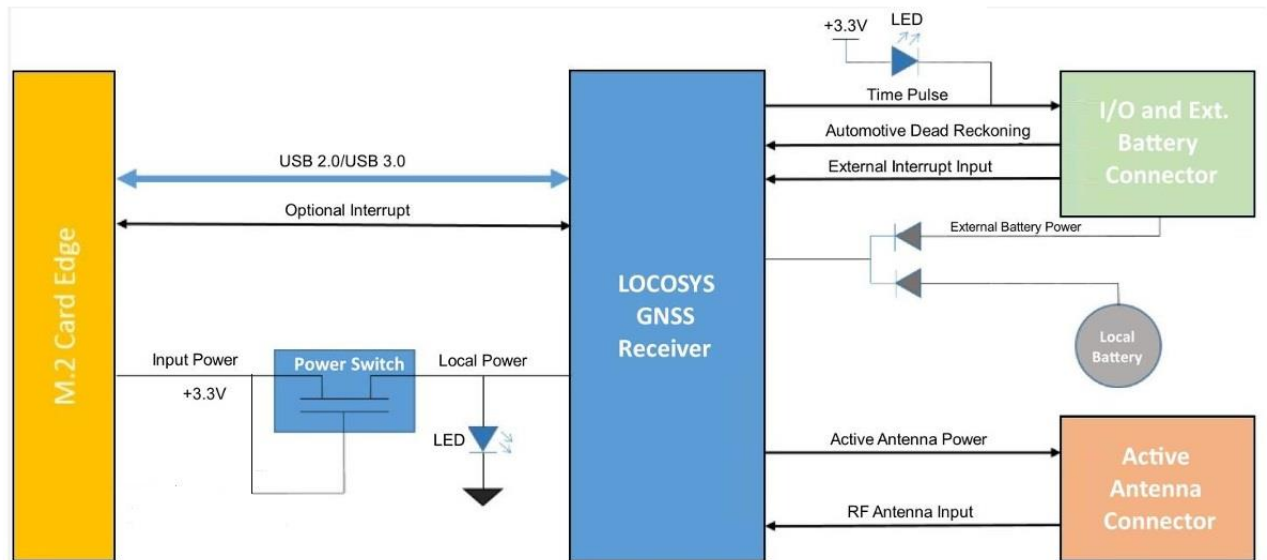 +3.3V
LED
Time Pulse
Automotive Dead Reckoning
External Interrupt Input
I/O and Ext.
Battery
Connector
USB 2.0/USB 3.0
Optional Interrupt
M.2 Card Edge
LOCOSYS
GNSS
Receiver
External Battery Power
Local
Battery
Input Power
+3.3V
Power Switch
Local Power
LED
Active Antenna Power
RF Antenna Input
Active
Antenna
Connector